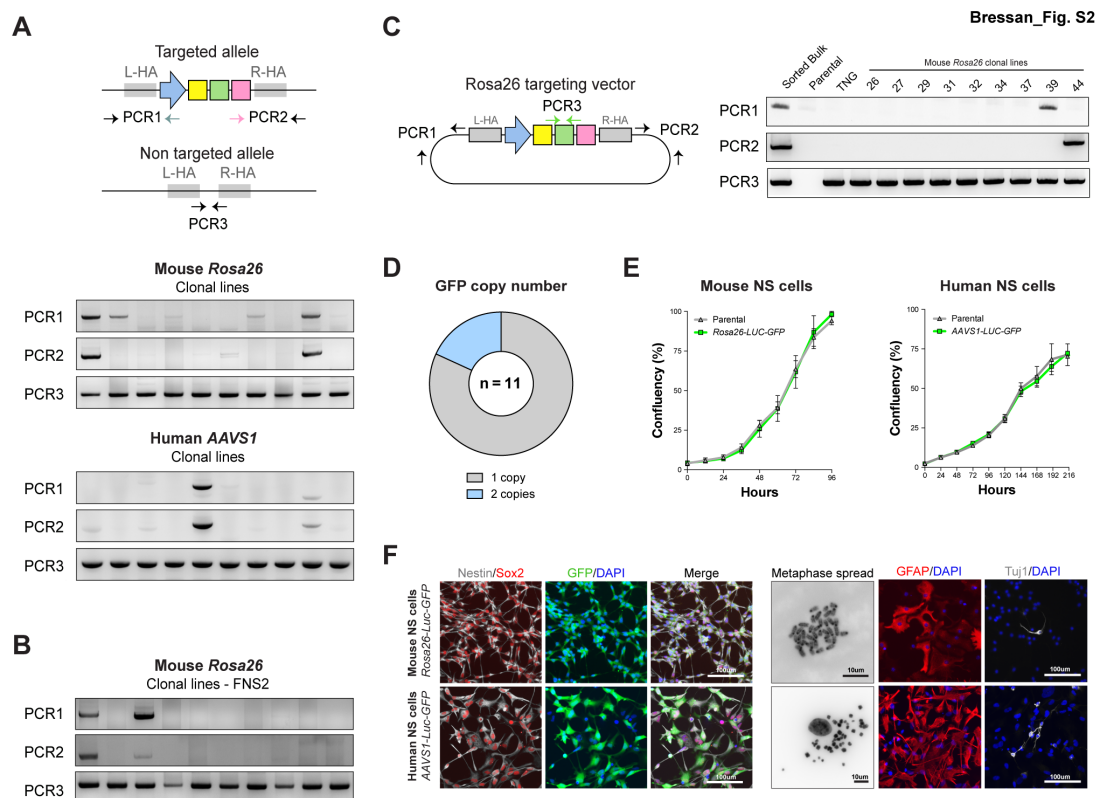 Bressan_Fig. S2
A
Targeted allele
L-HA
R-HA
PCR1
PCR2
Non targeted allele
L-HA
R-HA
PCR3
Mouse Rosa26
Clonal lines
PCR1
PCR2
PCR3
Human AAVS1
Clonal lines
PCR1
PCR2
PCR3
B
Mouse Rosa26
Clonal lines - FNS2
PCR1
PCR2
PCR3
C
Rosa26 targeting vector
PCR3
L-HA
R-HA
PCR1
PCR2
Sorted Bulk
Parental
TNG
Mouse Rosa26 clonal lines
26 27 29 31 32 34 37 39 44
PCR1
PCR2
PCR3
D
GFP copy number
n = 11
1 copy
2 copies
E
Mouse NS cells
Parental
Rosa26-LUC-GFP
Confluency (%)
100
75
50
25
0
0 24 48 72 96
Hours
Human NS cells
Parental
AAVS1-LUC-GFP
Confluency (%)
100
75
50
25
0
0 24 48 72 96 120 144 168 192 216
Hours
F
Nestin/Sox2
GFP/DAPI
Merge
Metaphase spread
GFAP/DAPI
Tuj1/DAPI
Mouse NS cells
Rosa26-Luc-GFP
100um
10um
100um
Human NS cells
AAVS1-Luc-GFP
100um
10um
100um